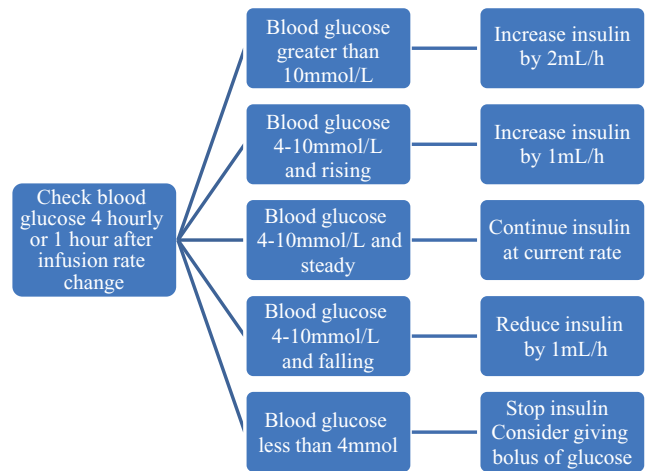 Check blood
glucose 4 hourly
or 1 hour after
infusion rate
change
Blood glucose
greater than
10mmol/L
Increase insulin
by 2mL/h
Blood glucose
4-10mmol/L
and rising
Increase insulin
by 1mL/h
Blood glucose
4-10mmol/L and
steady
Continue insulin
at current rate
Blood glucose
4-10mmol/L
and falling
Reduce insulin
by 1mL/h
Blood glucose
less than 4mmol
Stop insulin
Consider giving
bolus of glucose